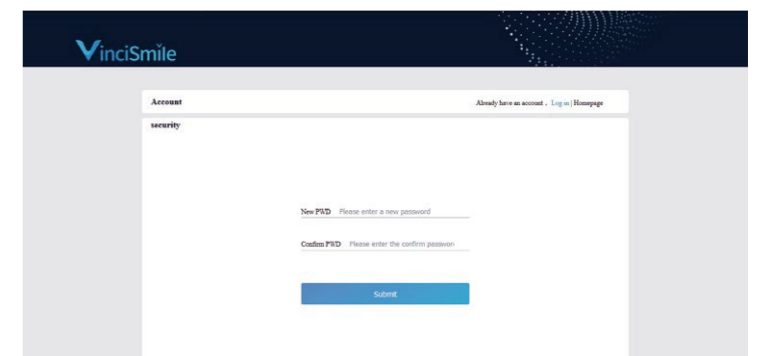 VinciSmile
Account
Already have an account , Log in | Homepage
security
New PWD Please enter a new password
Confirm PWD Please enter the confirm passwor
Submit